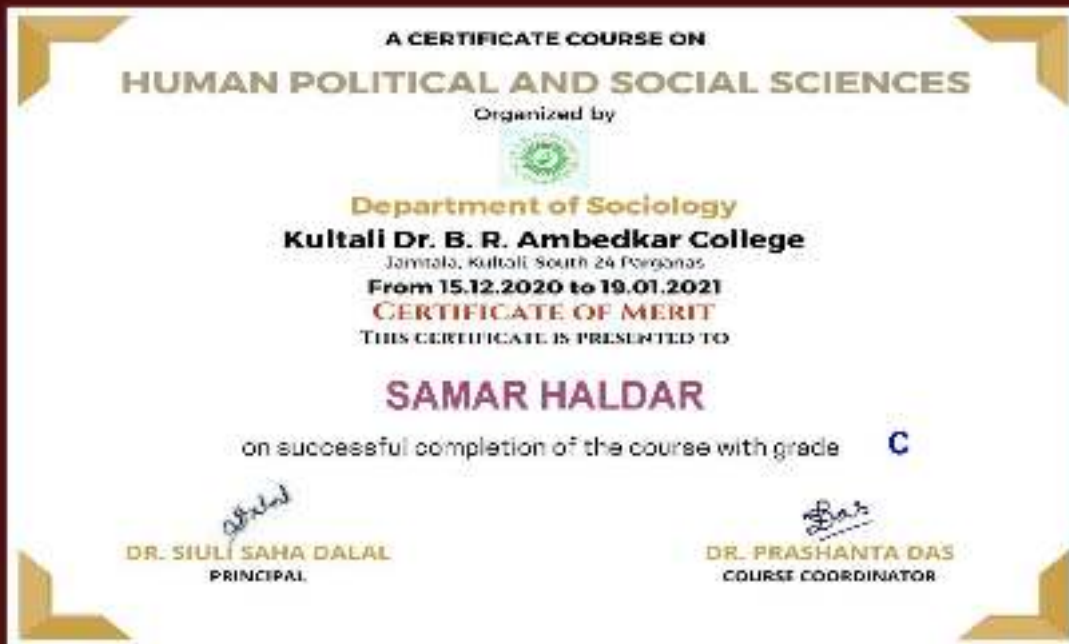 A CERTIFICATE COURSE ON
HUMAN POLITICAL AND SOCIAL SCIENCES
Organized by
Department of Sociology
Kultali Dr. B. R. Ambedkar College
Jamtala, Kultali, South 24 Parganas
From 15.12.2020 to 19.01.2021
CERTIFICATE OF MERIT
THIS CERTIFICATE IS PRESENTED TO
SAMAR HALDAR
on successful completion of the course with grade C
Das
DR. SIULI SAHA DALAL DR. PRASHANTA DAS
PRINCIPAL COURSE COORDINATOR